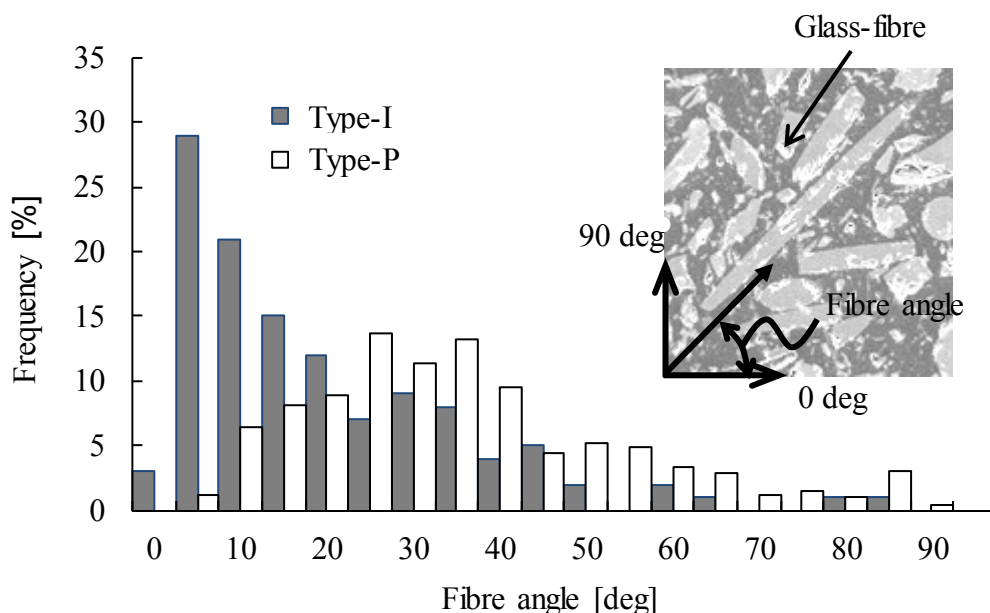 Glass-fibre
35
30
25
20
15
10
5
0
Frequency [%]
Type-I
Type-P
90 deg
Fibre angle
0 deg
0 10 20 30 40 50 60 70 80 90
Fibre angle [deg]